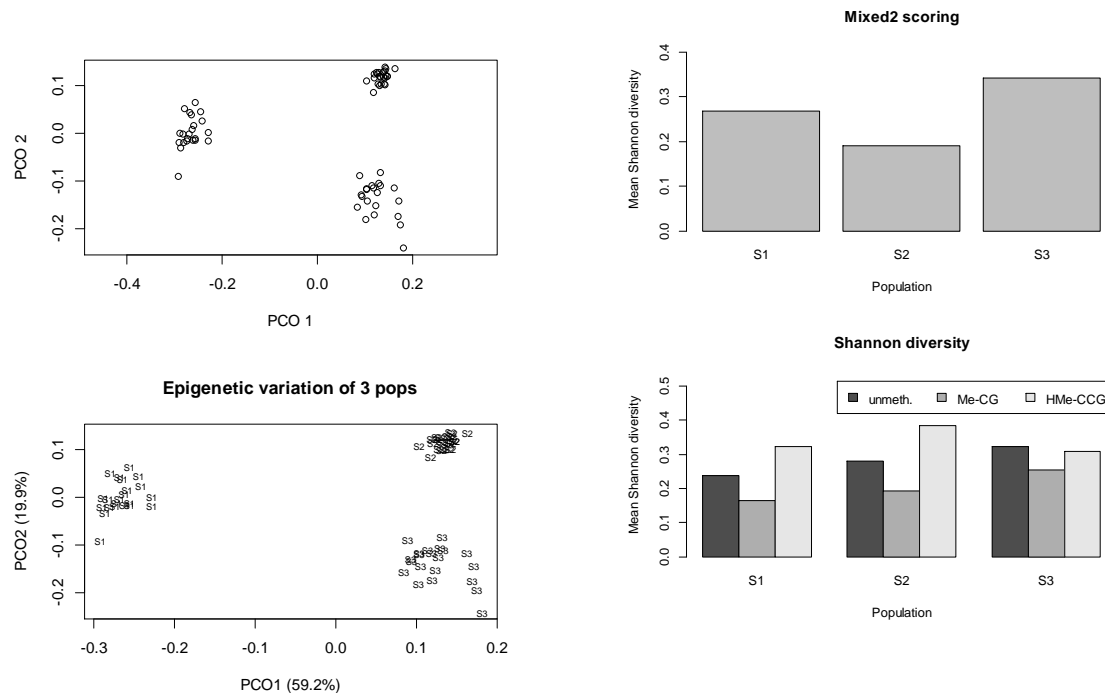 PCO 2
0.1
0.0
-0.1
-0.2
-0.4
-0.2
0.0
0.2
PCO 1
Mixed2 scoring
Mean Shannon diversity
0.4
0.3
0.2
0.1
0.0
S1 S2 S3
Population
Epigenetic variation of 3 pops
PCO2 (19.9%)
0.1
0.0
-0.1
-0.2
S1
S2
S3
-0.3 -0.2 -0.1 0.0 0.1 0.2
PCO1 (59.2%)
Shannon diversity
Mean Shannon diversity
0.5
0.4
0.3
0.2
0.1
0.0
unmeth. Me-CG HMe-CCG
S1 S2 S3
Population